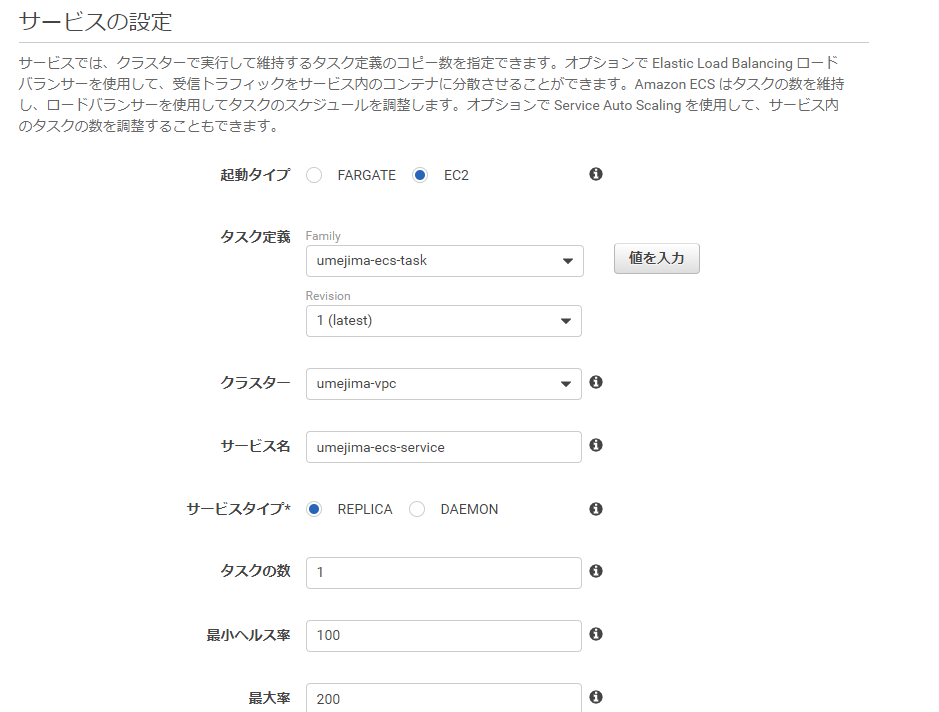 サービスの設定
サービスでは、クラスターで実行して維持するタスク定義のコピー数を指定できます。オプションで Elastic Load Balancing ロード
バランサーを使用して、受信トラフィックをサービス内のコンテナに分散させることができます。Amazon ECS はタスクの数を維持
し、ロードバランサーを使用してタスクのスケジュールを調整します。オプションで Service Auto Scaling を使用して、サービス内
のタスクの数を調整することもできます。
起動タイプ FARGATE EC2
タスク定義 Family
umejima-ecs-task 値を入力
Revision
1 (latest)
クラスター umejima-vpc
サービス名 umejima-ecs-service
サービスタイプ* REPLICA DAEMON
タスクの数 1
最小ヘルス率 100
最大率 200